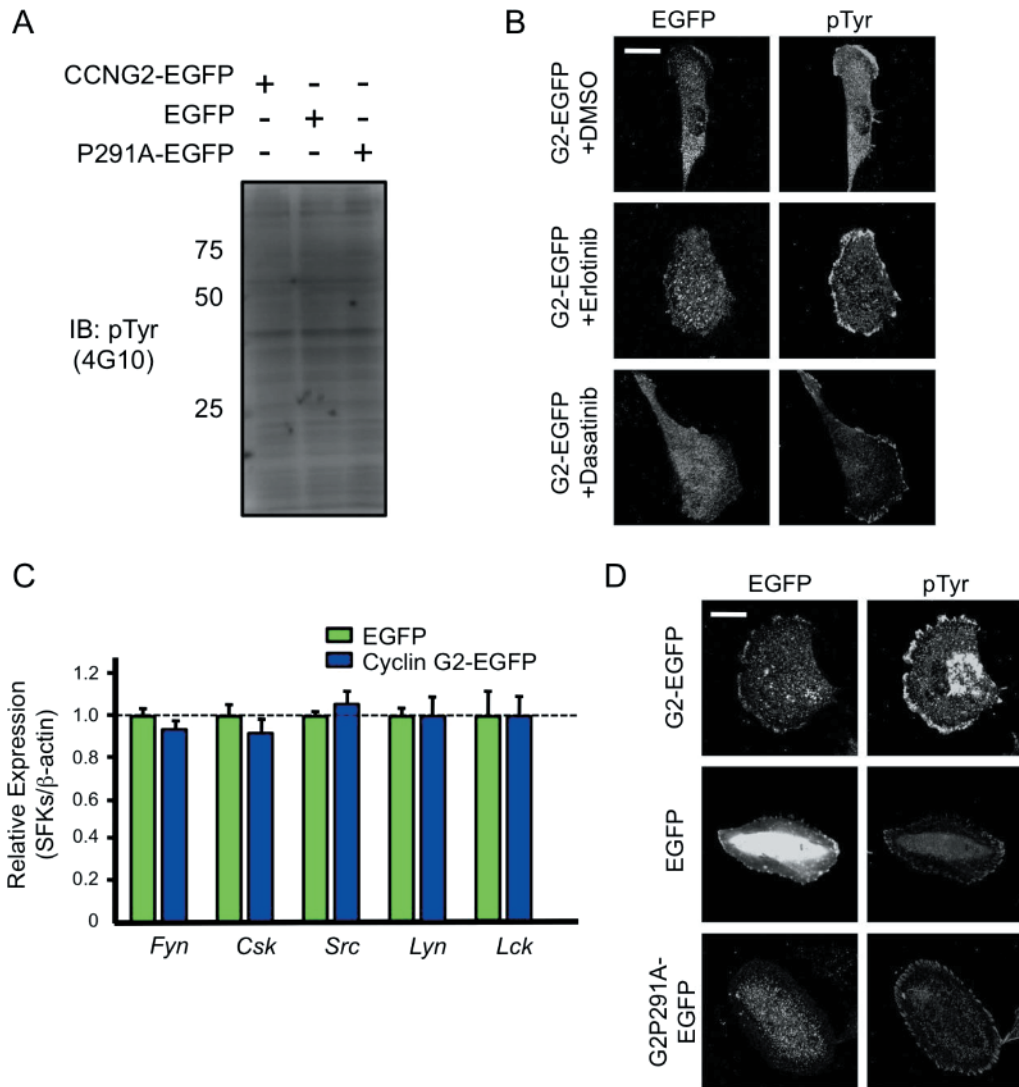 A
CCNG2-EGFP + - -
EGFP - + -
P291A-EGFP - - +
75
50
25
IB: pTyr
(4G10)
B
EGFP pTyr
G2-EGFP
+DMSO
G2-EGFP
+Erlotinib
G2-EGFP
+Dasatinib
C
EGFP
Cyclin G2-EGFP
Relative Expression
(SFKs/β-actin)
1.2
1.0
0.8
0.6
0.4
0.2
0
Fyn Csk Src Lyn Lck
D
EGFP pTyr
G2-EGFP
EGFP
G2P291A-
EGFP